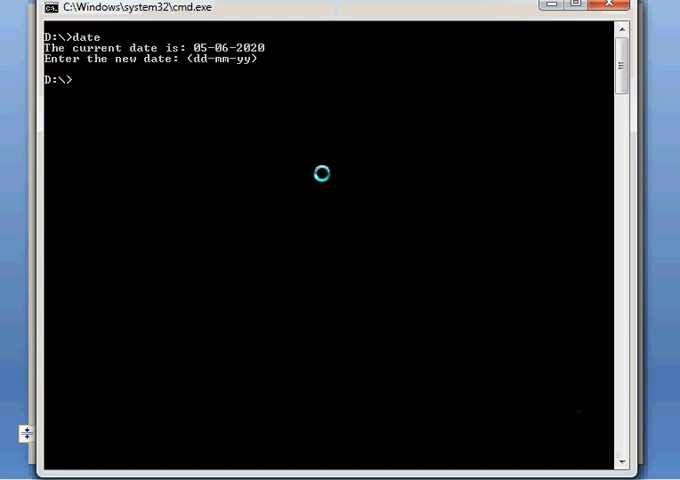 C:\Windows\system32\cmd.exe
D:\>date
The current date is: 05-06-2020
Enter the new date: (dd-mm-yy)
D:\>